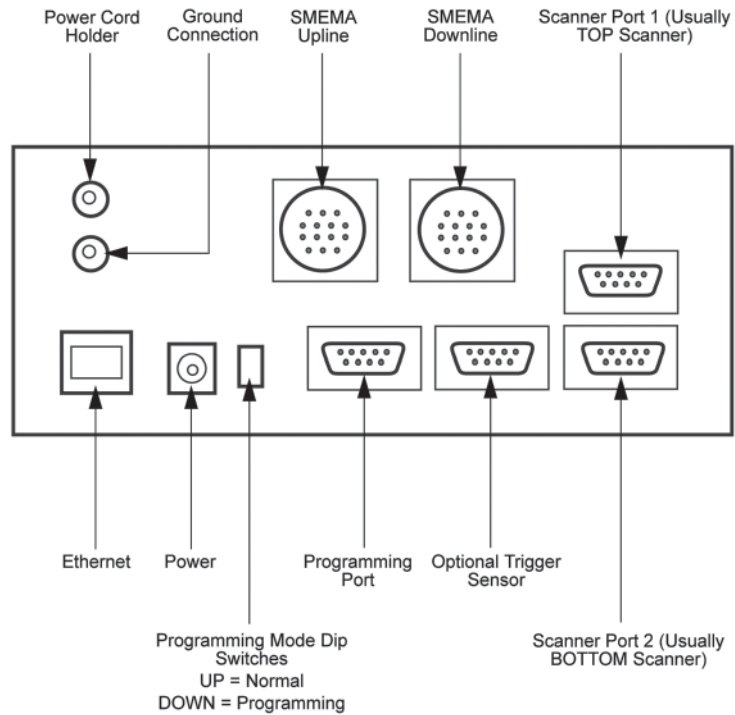 Power Cord
Holder
Ground
Connection
SMEMA
Upline
SMEMA
Downline
Scanner Port 1 (Usually
TOP Scanner)
Ethernet
Power
Programming
Port
Optional Trigger
Sensor
Programming Mode Dip
Switches
UP = Normal
DOWN = Programming
Scanner Port 2 (Usually
BOTTOM Scanner)